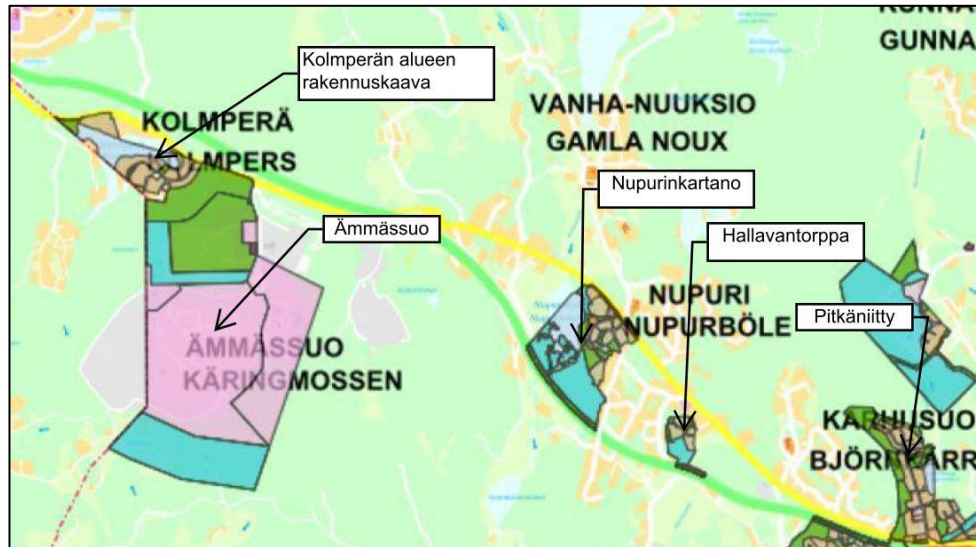 KUNNA
GUNNA
Kolmperän alueen
rakennuskaava
KOLMPERÄ
KOLMPERS
VANHA-NUUKSIO
GAMLA NOUX
Nupurinkartano
Ämmässuo
Hallavantorppa
NUPURI
NUPURBÖLE
Pitkäniitty
ÄMMÄSSUO
KÄRINGMOSSEN
KARHUSUO